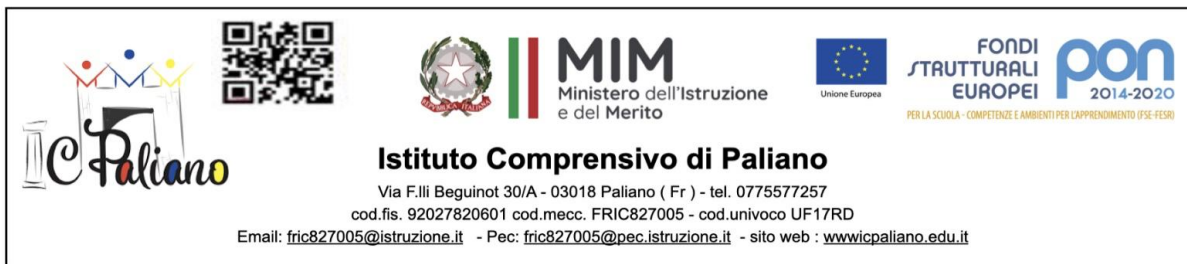 IC Paliano
REPVBBLICA ITALIANA
MIM
Ministero dell'Istruzione
e del Merito
Unione Europea
FONDI
STRUTTURALI
EUROPEI
pon
2014-2020
PER LA SCUOLA - COMPETENZE E AMBIENTI PER L'APPRENDIMENTO (FSE-FESR)
Istituto Comprensivo di Paliano
Via F.lli Beguinot 30/A - 03018 Paliano ( Fr ) - tel. 0775577257
cod.fis. 92027820601 cod.mecc. FRIC827005 - cod.univoco UF17RD
Email: fric827005@istruzione.it - Pec: fric827005@pec.istruzione.it - sito web : wwwicpaliano.edu.it